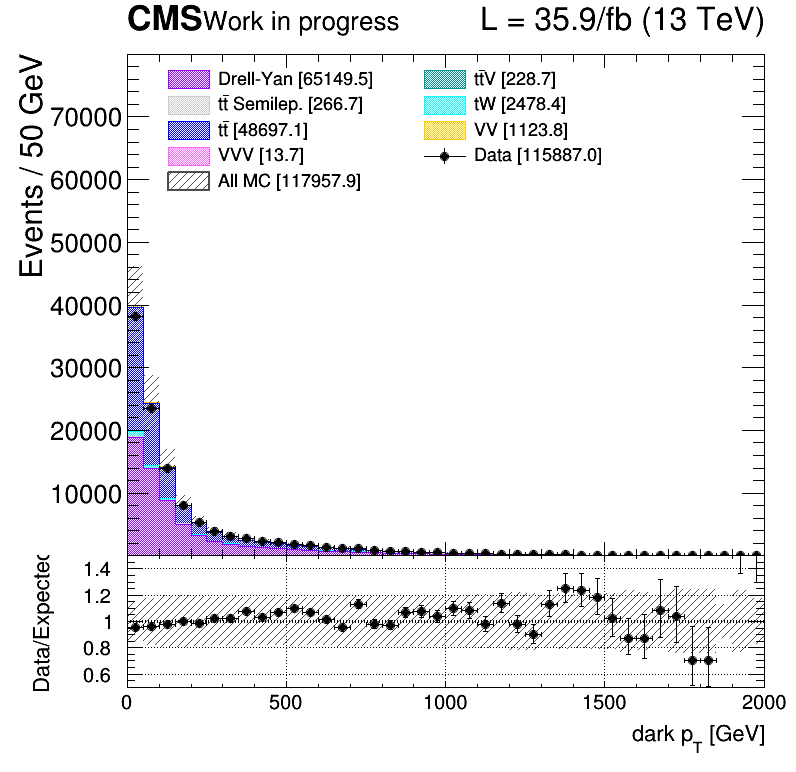 CMS Work in progress L = 35.9/fb (13 TeV)
Events / 50 GeV
Drell-Yan [65149.5]
tt̄ Semilep. [266.7]
tt̄ [48697.1]
VVV [13.7]
All MC [117957.9]
tt̄V [228.7]
tW [2478.4]
VV [1123.8]
Data [115887.0]
70000
60000
50000
40000
30000
20000
10000
Data/Expected
1.4
1.2
1
0.8
0.6
0 500 1000 1500 2000
dark p_T [GeV]